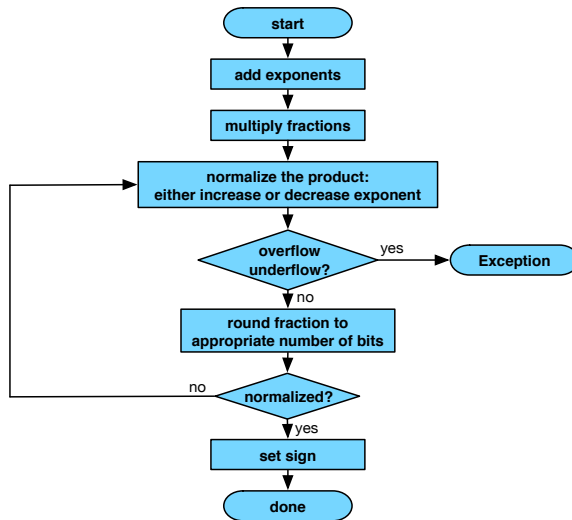 start
add exponents
multiply fractions
normalize the product:
either increase or decrease exponent
overflow
underflow?
yes
Exception
no
round fraction to
appropriate number of bits
no
normalized?
yes
set sign
done